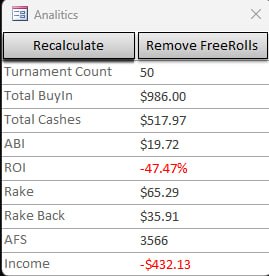 Analitics
Recalculate Remove FreeRolls
Turnament Count 50
Total BuyIn $986.00
Total Cashes $517.97
ABI $19.72
ROI -47.47%
Rake $65.29
Rake Back $35.91
AFS 3566
Income -$432.13